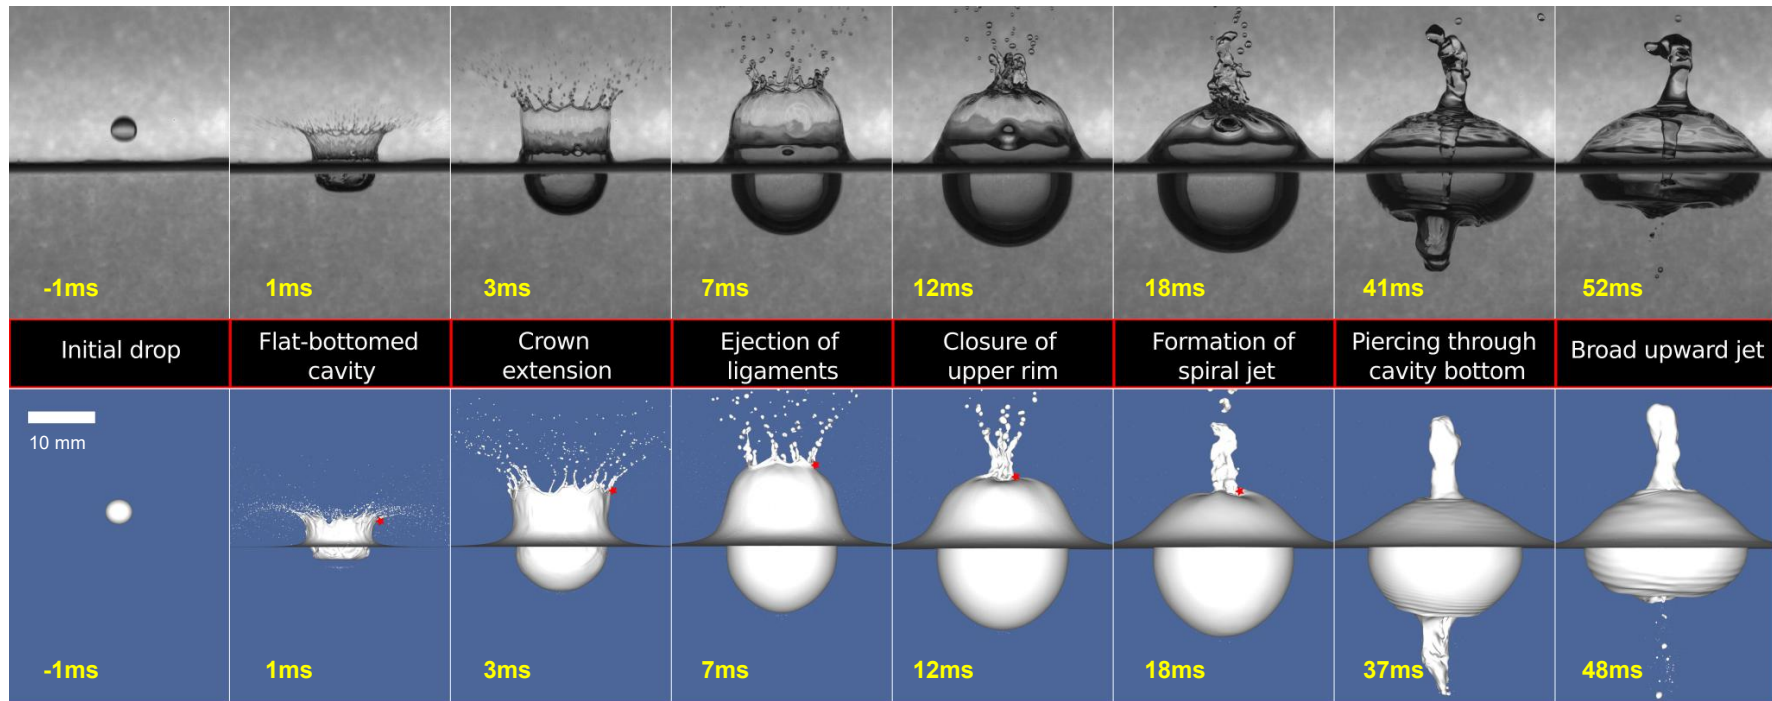 -1ms
1ms
3ms
7ms
12ms
18ms
41ms
52ms
Initial drop
Flat-bottomed
cavity
Crown
extension
Ejection of
ligaments
Closure of
upper rim
Formation of
spiral jet
Piercing through
cavity bottom
Broad upward jet
10 mm
-1ms
1ms
3ms
7ms
12ms
18ms
37ms
48ms